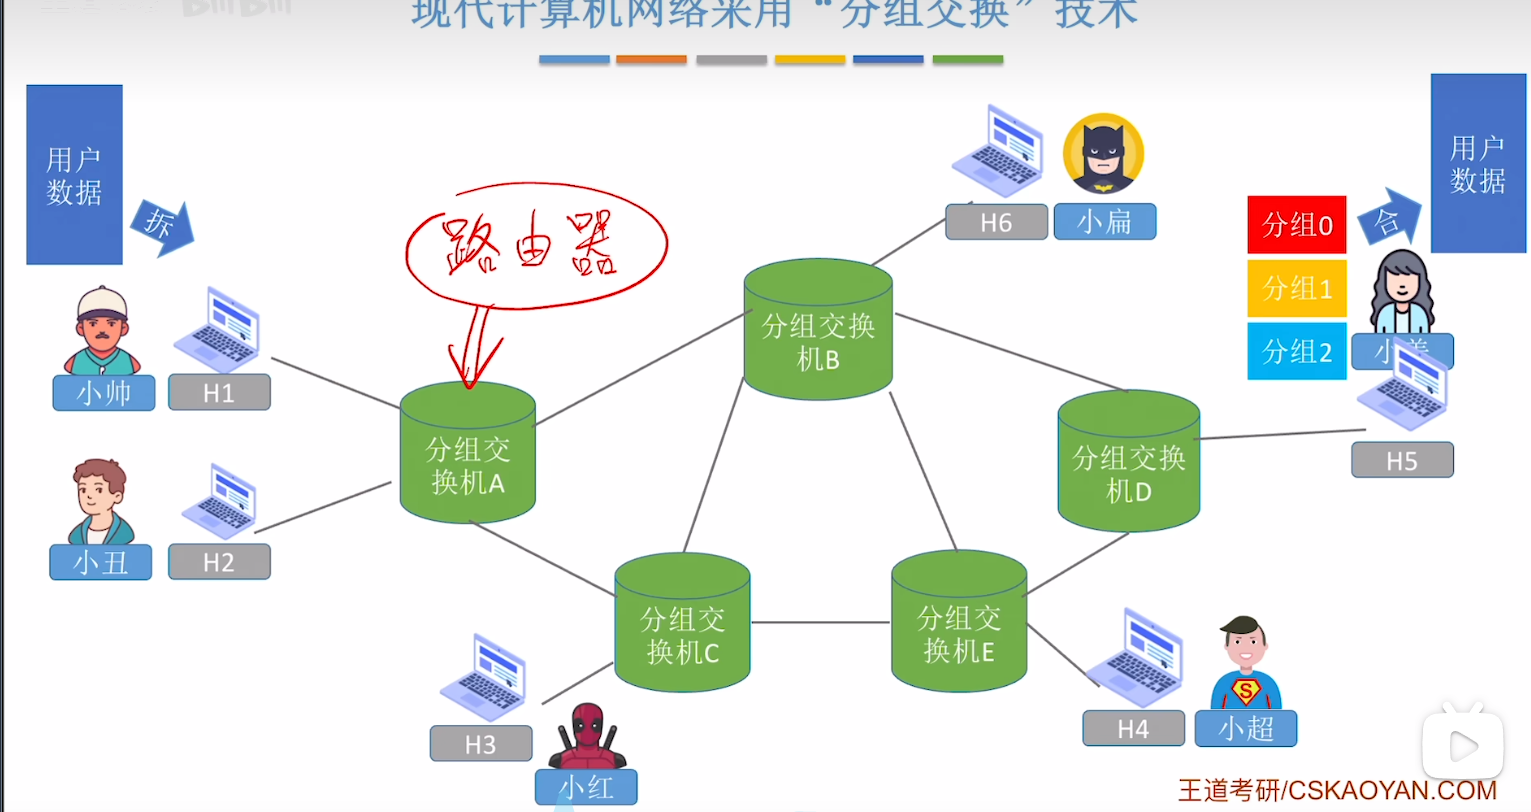 现代计算机网络采用“分组交换”技术
用户
数据
拆
路由器
H6
小扁
分组0
分组1
分组2
合
用户
数据
小美
H5
小帅
H1
小丑
H2
分组交
换机A
分组交换
机B
分组交换
机D
分组交
换机C
分组交
换机E
H3
小红
H4
小超
S
王道考研/CSKAOYAN.COM
bilibili